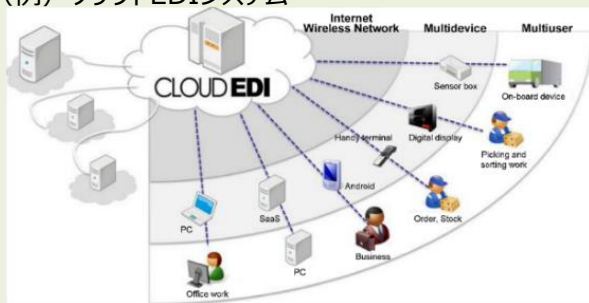 (例) クラウドEDIシステム
Internet
Wireless Network
Multidevice
Multiuser
CLOUD EDI
Sensor box
On-board device
Digital display
Picking and
sorting work
Handy terminal
Android
Order, Stock
PC
SaaS
Business
PC
Office work